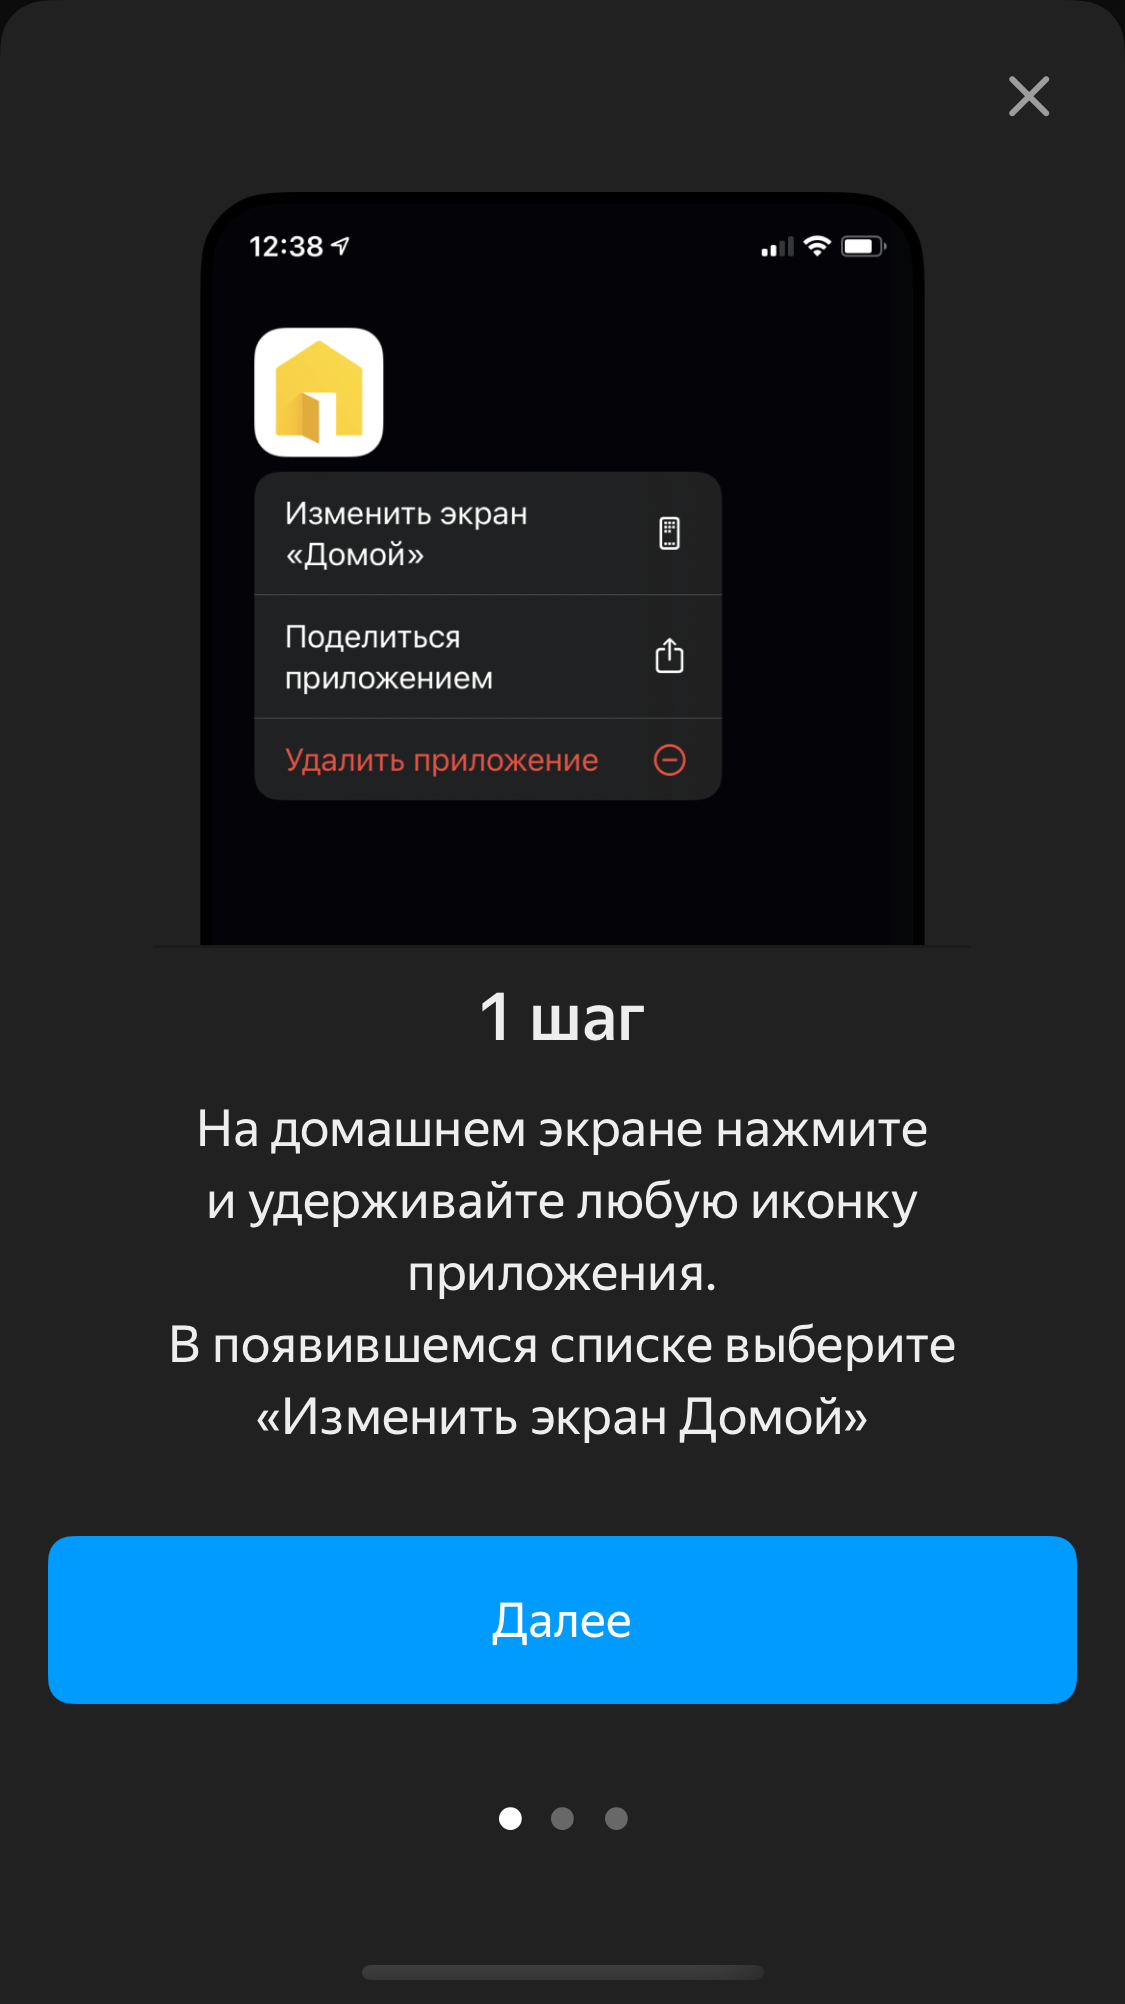 12:38
Изменить экран
«Домой»
Поделиться
приложением
Удалить приложение
1 шаг
На домашнем экране нажмите
и удерживайте любую иконку
приложения.
В появившемся списке выберите
«Изменить экран Домой»
Далее